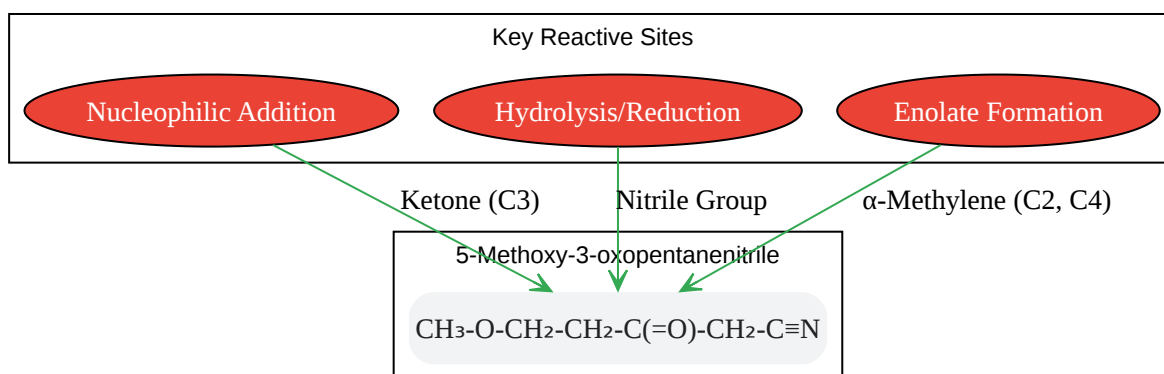 Key Reactive Sites
Nucleophilic Addition
Hydrolysis/Reduction
Enolate Formation
Ketone (C3)
Nitrile Group
α-Methylene (C2, C4)
5-Methoxy-3-oxopentanenitrile
CH₃-O-CH₂-CH₂-C(=O)-CH₂-C≡N